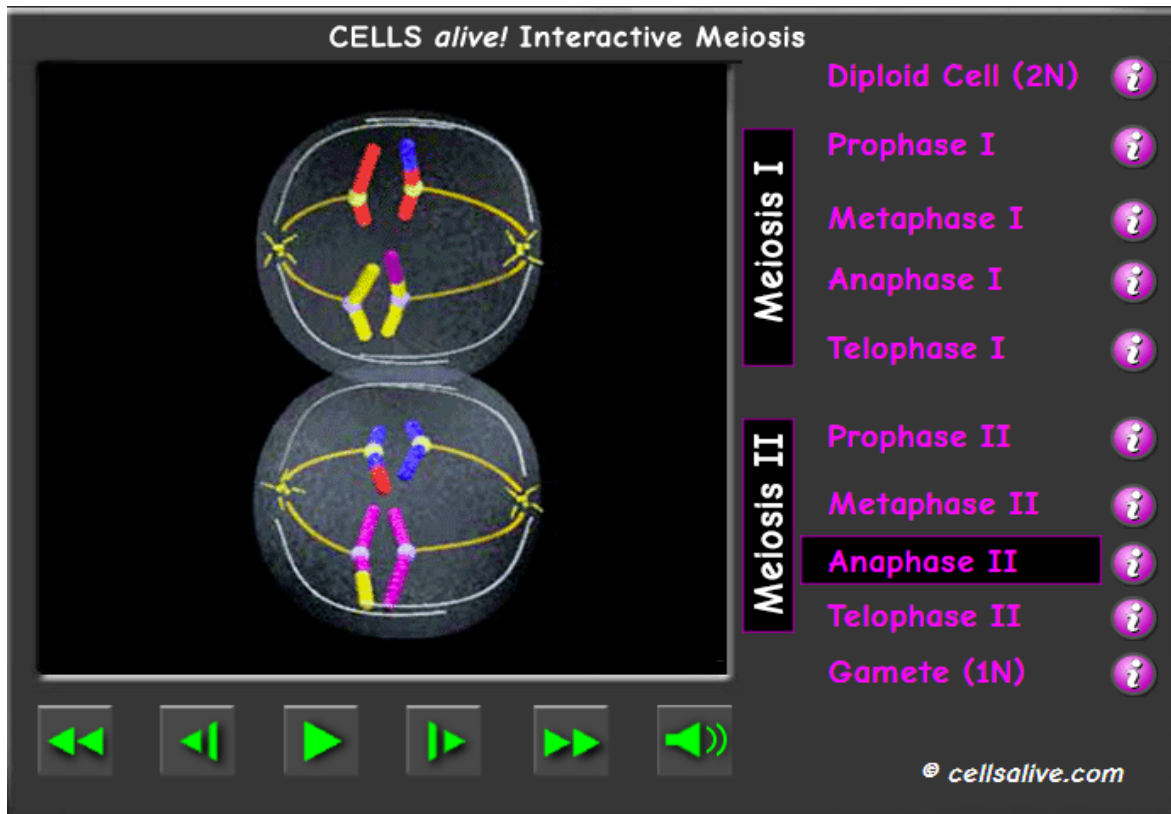 CELLS alive! Interactive Meiosis
Diploid Cell (2N)
Meiosis I
Prophase I
Metaphase I
Anaphase I
Telophase I
Meiosis II
Prophase II
Metaphase II
Anaphase II
Telophase II
Gamete (1N)
© cellsalive.com